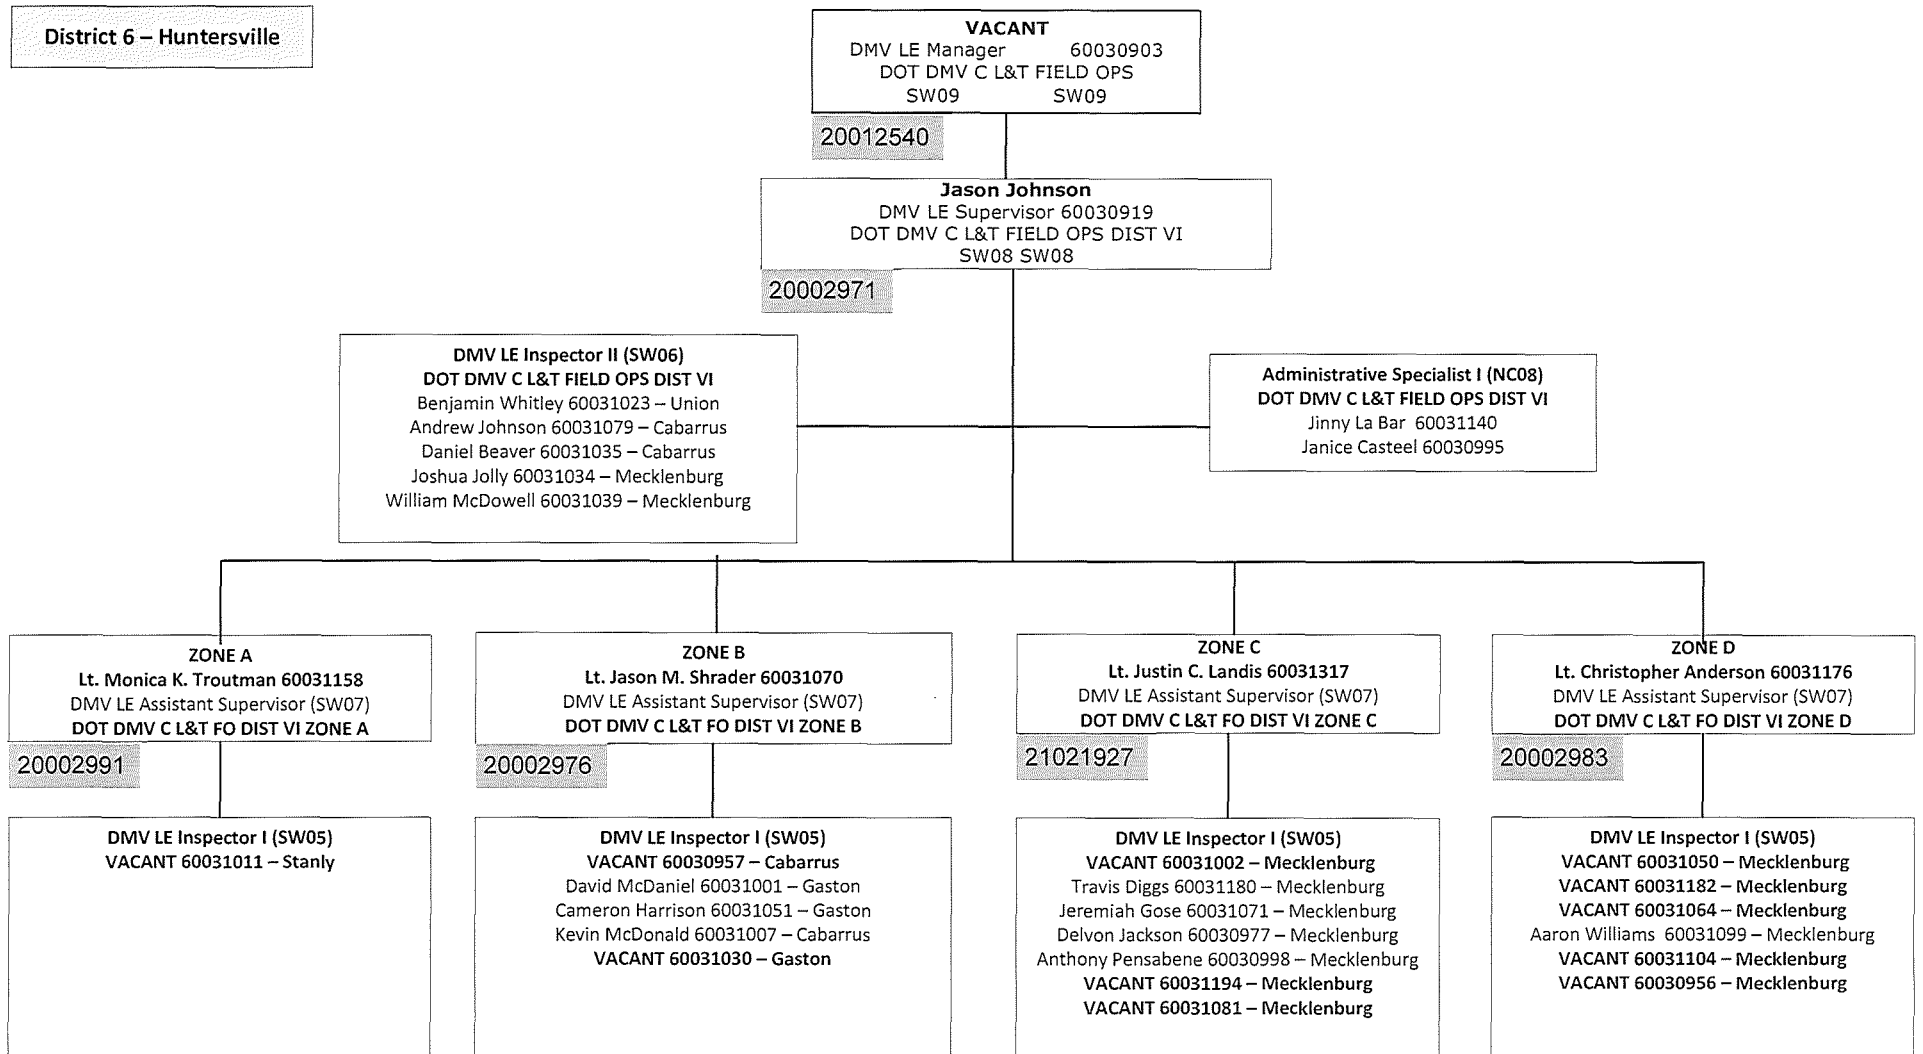 District 6 – Huntersville
VACANT
DMV LE Manager 60030903
DOT DMV C L&T FIELD OPS
SW09 SW09
20012540
Jason Johnson
DMV LE Supervisor 60030919
DOT DMV C L&T FIELD OPS DIST VI
SW08 SW08
20002971
DMV LE Inspector II (SW06)
DOT DMV C L&T FIELD OPS DIST VI
Benjamin Whitley 60031023 – Union
Andrew Johnson 60031079 – Cabarrus
Daniel Beaver 60031035 – Cabarrus
Joshua Jolly 60031034 – Mecklenburg
William McDowell 60031039 – Mecklenburg
Administrative Specialist I (NC08)
DOT DMV C L&T FIELD OPS DIST VI
Jinny La Bar 60031140
Janice Casteel 60030995
ZONE A
Lt. Monica K. Troutman 60031158
DMV LE Assistant Supervisor (SW07)
DOT DMV C L&T FO DIST VI ZONE A
20002991
DMV LE Inspector I (SW05)
VACANT 60031011 – Stanly
ZONE B
Lt. Jason M. Shrader 60031070
DMV LE Assistant Supervisor (SW07)
DOT DMV C L&T FO DIST VI ZONE B
20002976
DMV LE Inspector I (SW05)
VACANT 60030957 – Cabarrus
David McDaniel 60031001 – Gaston
Cameron Harrison 60031051 – Gaston
Kevin McDonald 60031007 – Cabarrus
VACANT 60031030 – Gaston
ZONE C
Lt. Justin C. Landis 60031317
DMV LE Assistant Supervisor (SW07)
DOT DMV C L&T FO DIST VI ZONE C
21021927
DMV LE Inspector I (SW05)
VACANT 60031002 – Mecklenburg
Travis Diggs 60031180 – Mecklenburg
Jeremiah Gose 60031071 – Mecklenburg
Delvon Jackson 60030977 – Mecklenburg
Anthony Pensabene 60030998 – Mecklenburg
VACANT 60031194 – Mecklenburg
VACANT 60031081 – Mecklenburg
ZONE D
Lt. Christopher Anderson 60031176
DMV LE Assistant Supervisor (SW07)
DOT DMV C L&T FO DIST VI ZONE D
20002983
DMV LE Inspector I (SW05)
VACANT 60031050 – Mecklenburg
VACANT 60031182 – Mecklenburg
VACANT 60031064 – Mecklenburg
Aaron Williams 60031099 – Mecklenburg
VACANT 60031104 – Mecklenburg
VACANT 60030956 – Mecklenburg